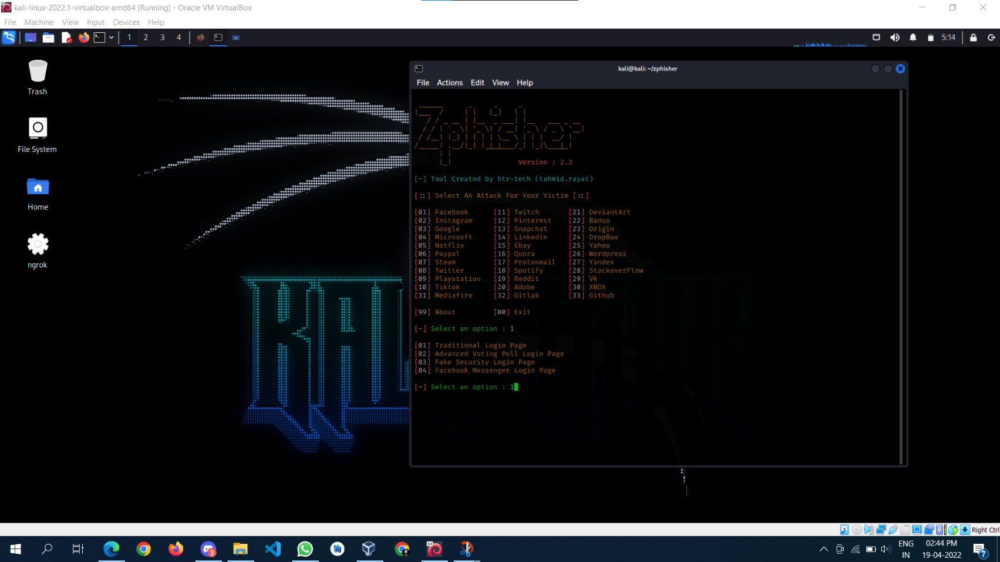 kali-linux-2022.1-virtualbox-amd64 [Running] - Oracle VM VirtualBox
File Machine View Input Devices Help
1 2 3 4
5:14
Trash
File System
Home
ngrok
kali@kali: ~/zphisher
File Actions Edit View Help
Zphisher
Version : 2.2
[-] Tool Created by htr-tech (tahmid.rayat)
[::] Select An Attack For Your Victim [::]
[01] Facebook [11] Twitch [21] DeviantArt
[02] Instagram [12] Pinterest [22] Badoo
[03] Google [13] Snapchat [23] Origin
[04] Microsoft [14] Linkedin [24] DropBox
[05] Netflix [15] Ebay [25] Yahoo
[06] Paypal [16] Quora [26] Wordpress
[07] Steam [17] Protonmail [27] Yandex
[08] Twitter [18] Spotify [28] StackoverFlow
[09] Playstation [19] Reddit [29] Vk
[10] Tiktok [20] Adobe [30] XBOX
[31] Mediafire [32] Gitlab [33] Github
[99] About [00] Exit
[-] Select an option : 1
[01] Traditional Login Page
[02] Advanced Voting Poll Login Page
[03] Fake Security Login Page
[04] Facebook Messenger Login Page
[-] Select an option : 1
KAL
Right Ctrl
3
ENG
IN
02:44 PM
19-04-2022
7